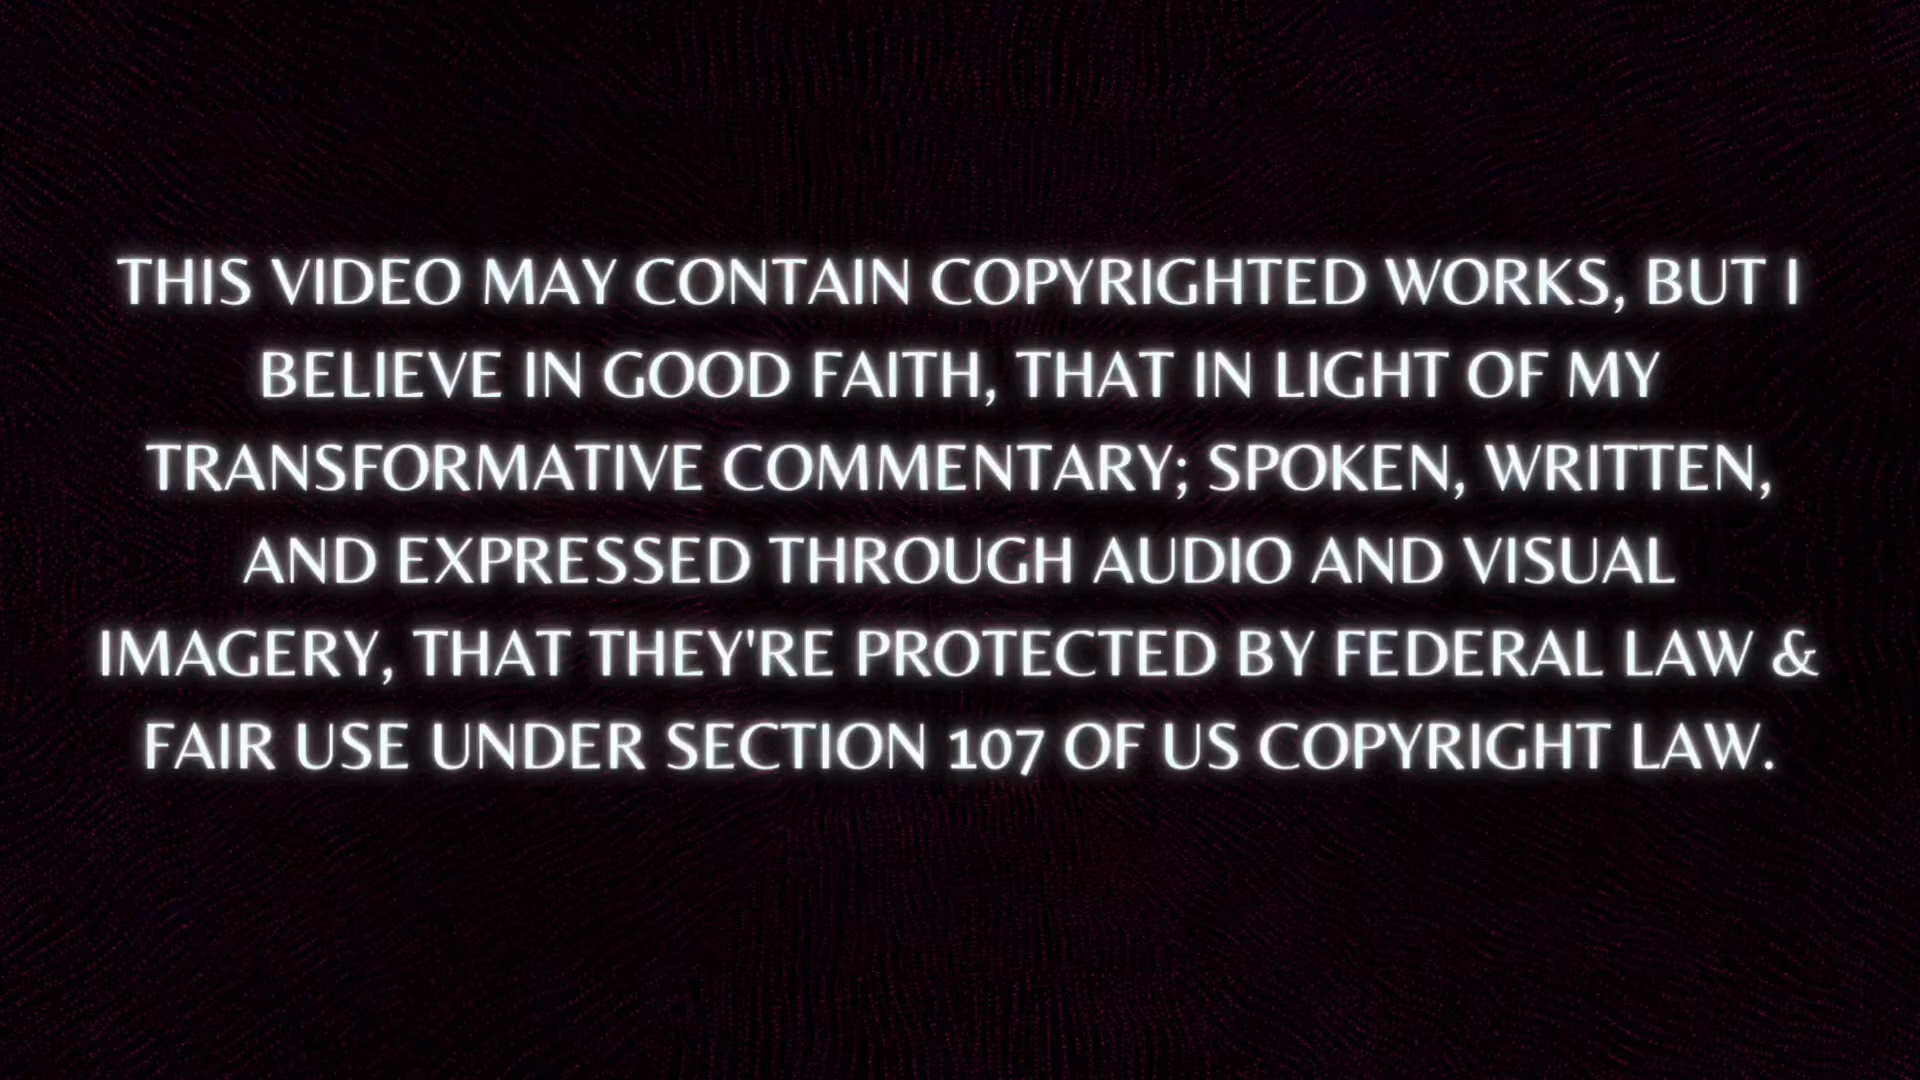 THIS VIDEO MAY CONTAIN COPYRIGHTED WORKS, BUT I
BELIEVE IN GOOD FAITH, THAT IN LIGHT OF MY
TRANSFORMATIVE COMMENTARY; SPOKEN, WRITTEN,
AND EXPRESSED THROUGH AUDIO AND VISUAL
IMAGERY, THAT THEY'RE PROTECTED BY FEDERAL LAW &
FAIR USE UNDER SECTION 107 OF US COPYRIGHT LAW.